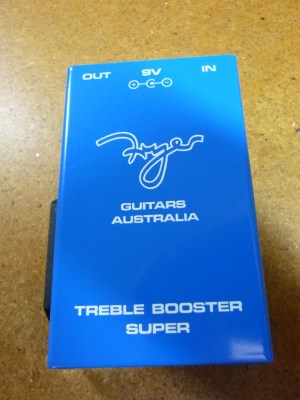 OUT 9V IN
+ -
Fryer
GUITARS
AUSTRALIA
TREBLE BOOSTER
SUPER